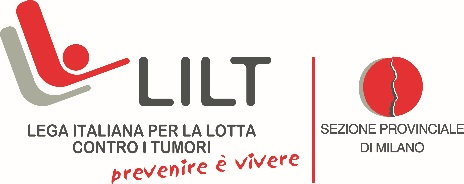 LILT
LEGA ITALIANA PER LA LOTTA
CONTRO I TUMORI
prevenire è vivere
SEZIONE PROVINCIALE
DI MILANO